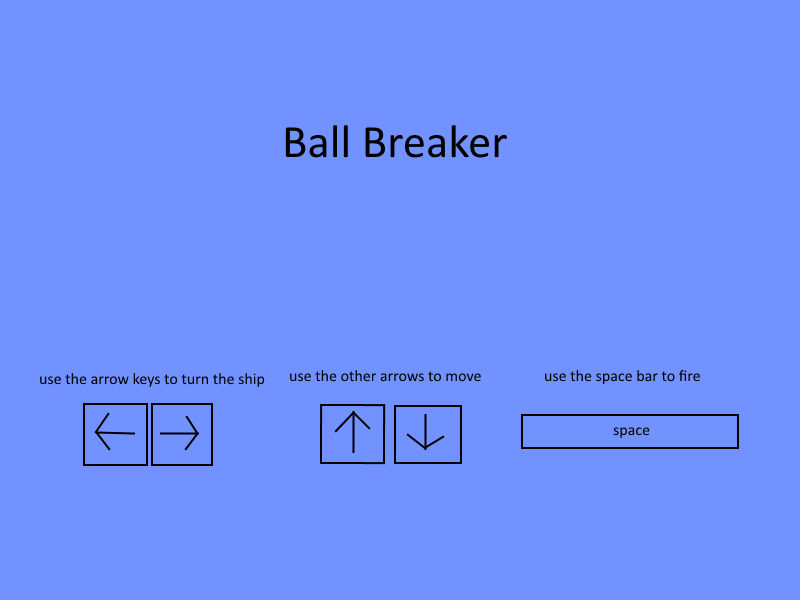 Ball Breaker
use the arrow keys to turn the ship
use the other arrows to move
use the space bar to fire
space